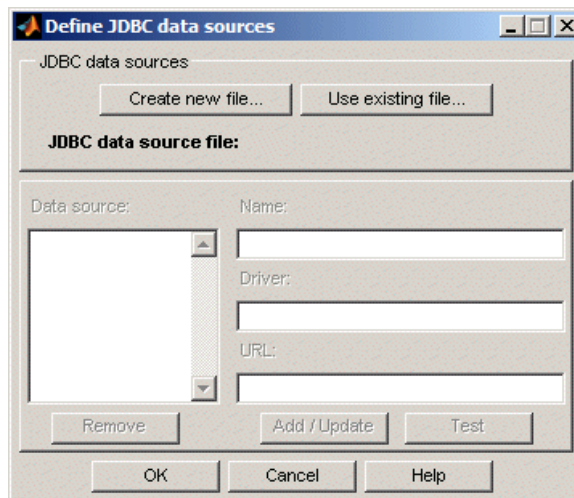 Define JDBC data sources
JDBC data sources
Create new file... Use existing file...
JDBC data source file:
Data source: Name:
Driver:
URL:
Remove Add / Update Test
OK Cancel Help